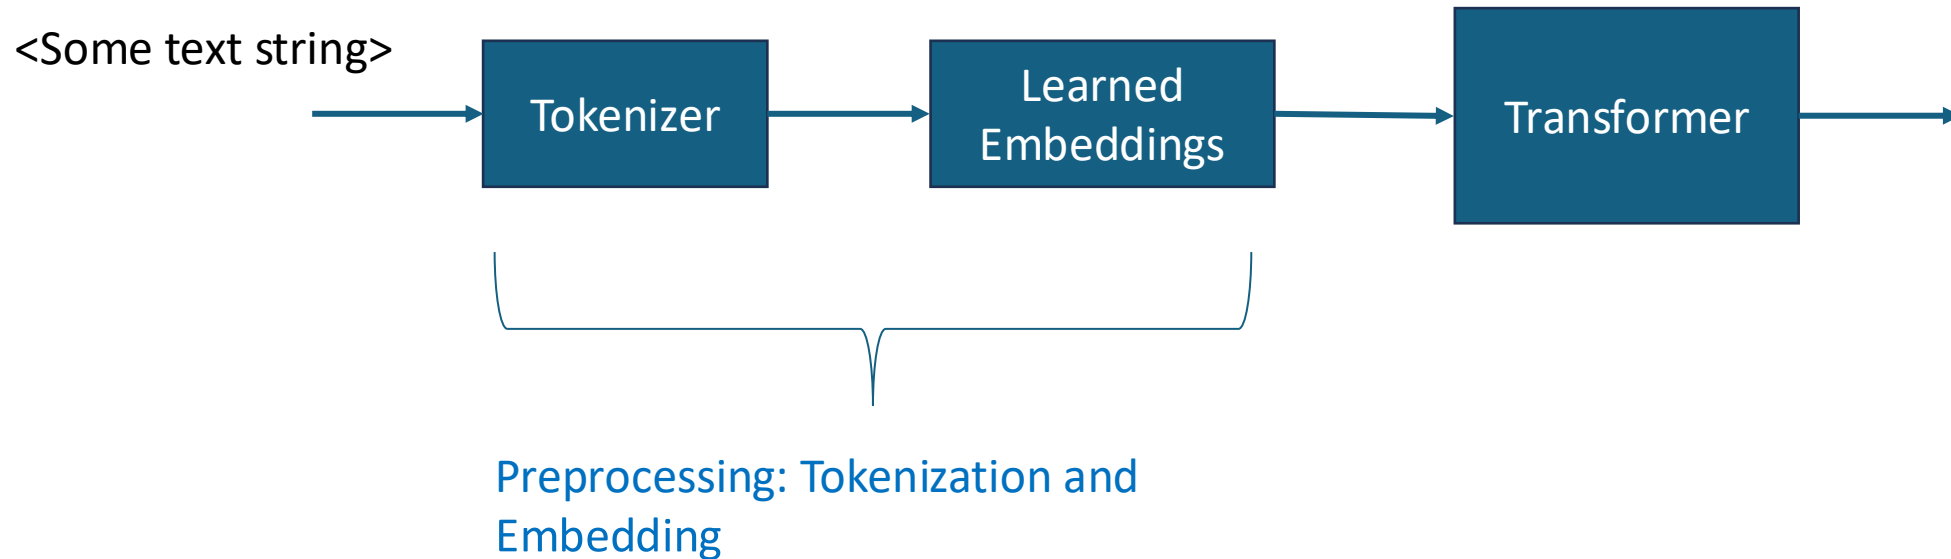 <Some text string>
Tokenizer
Learned
Embeddings
Transformer
Preprocessing: Tokenization and
Embedding